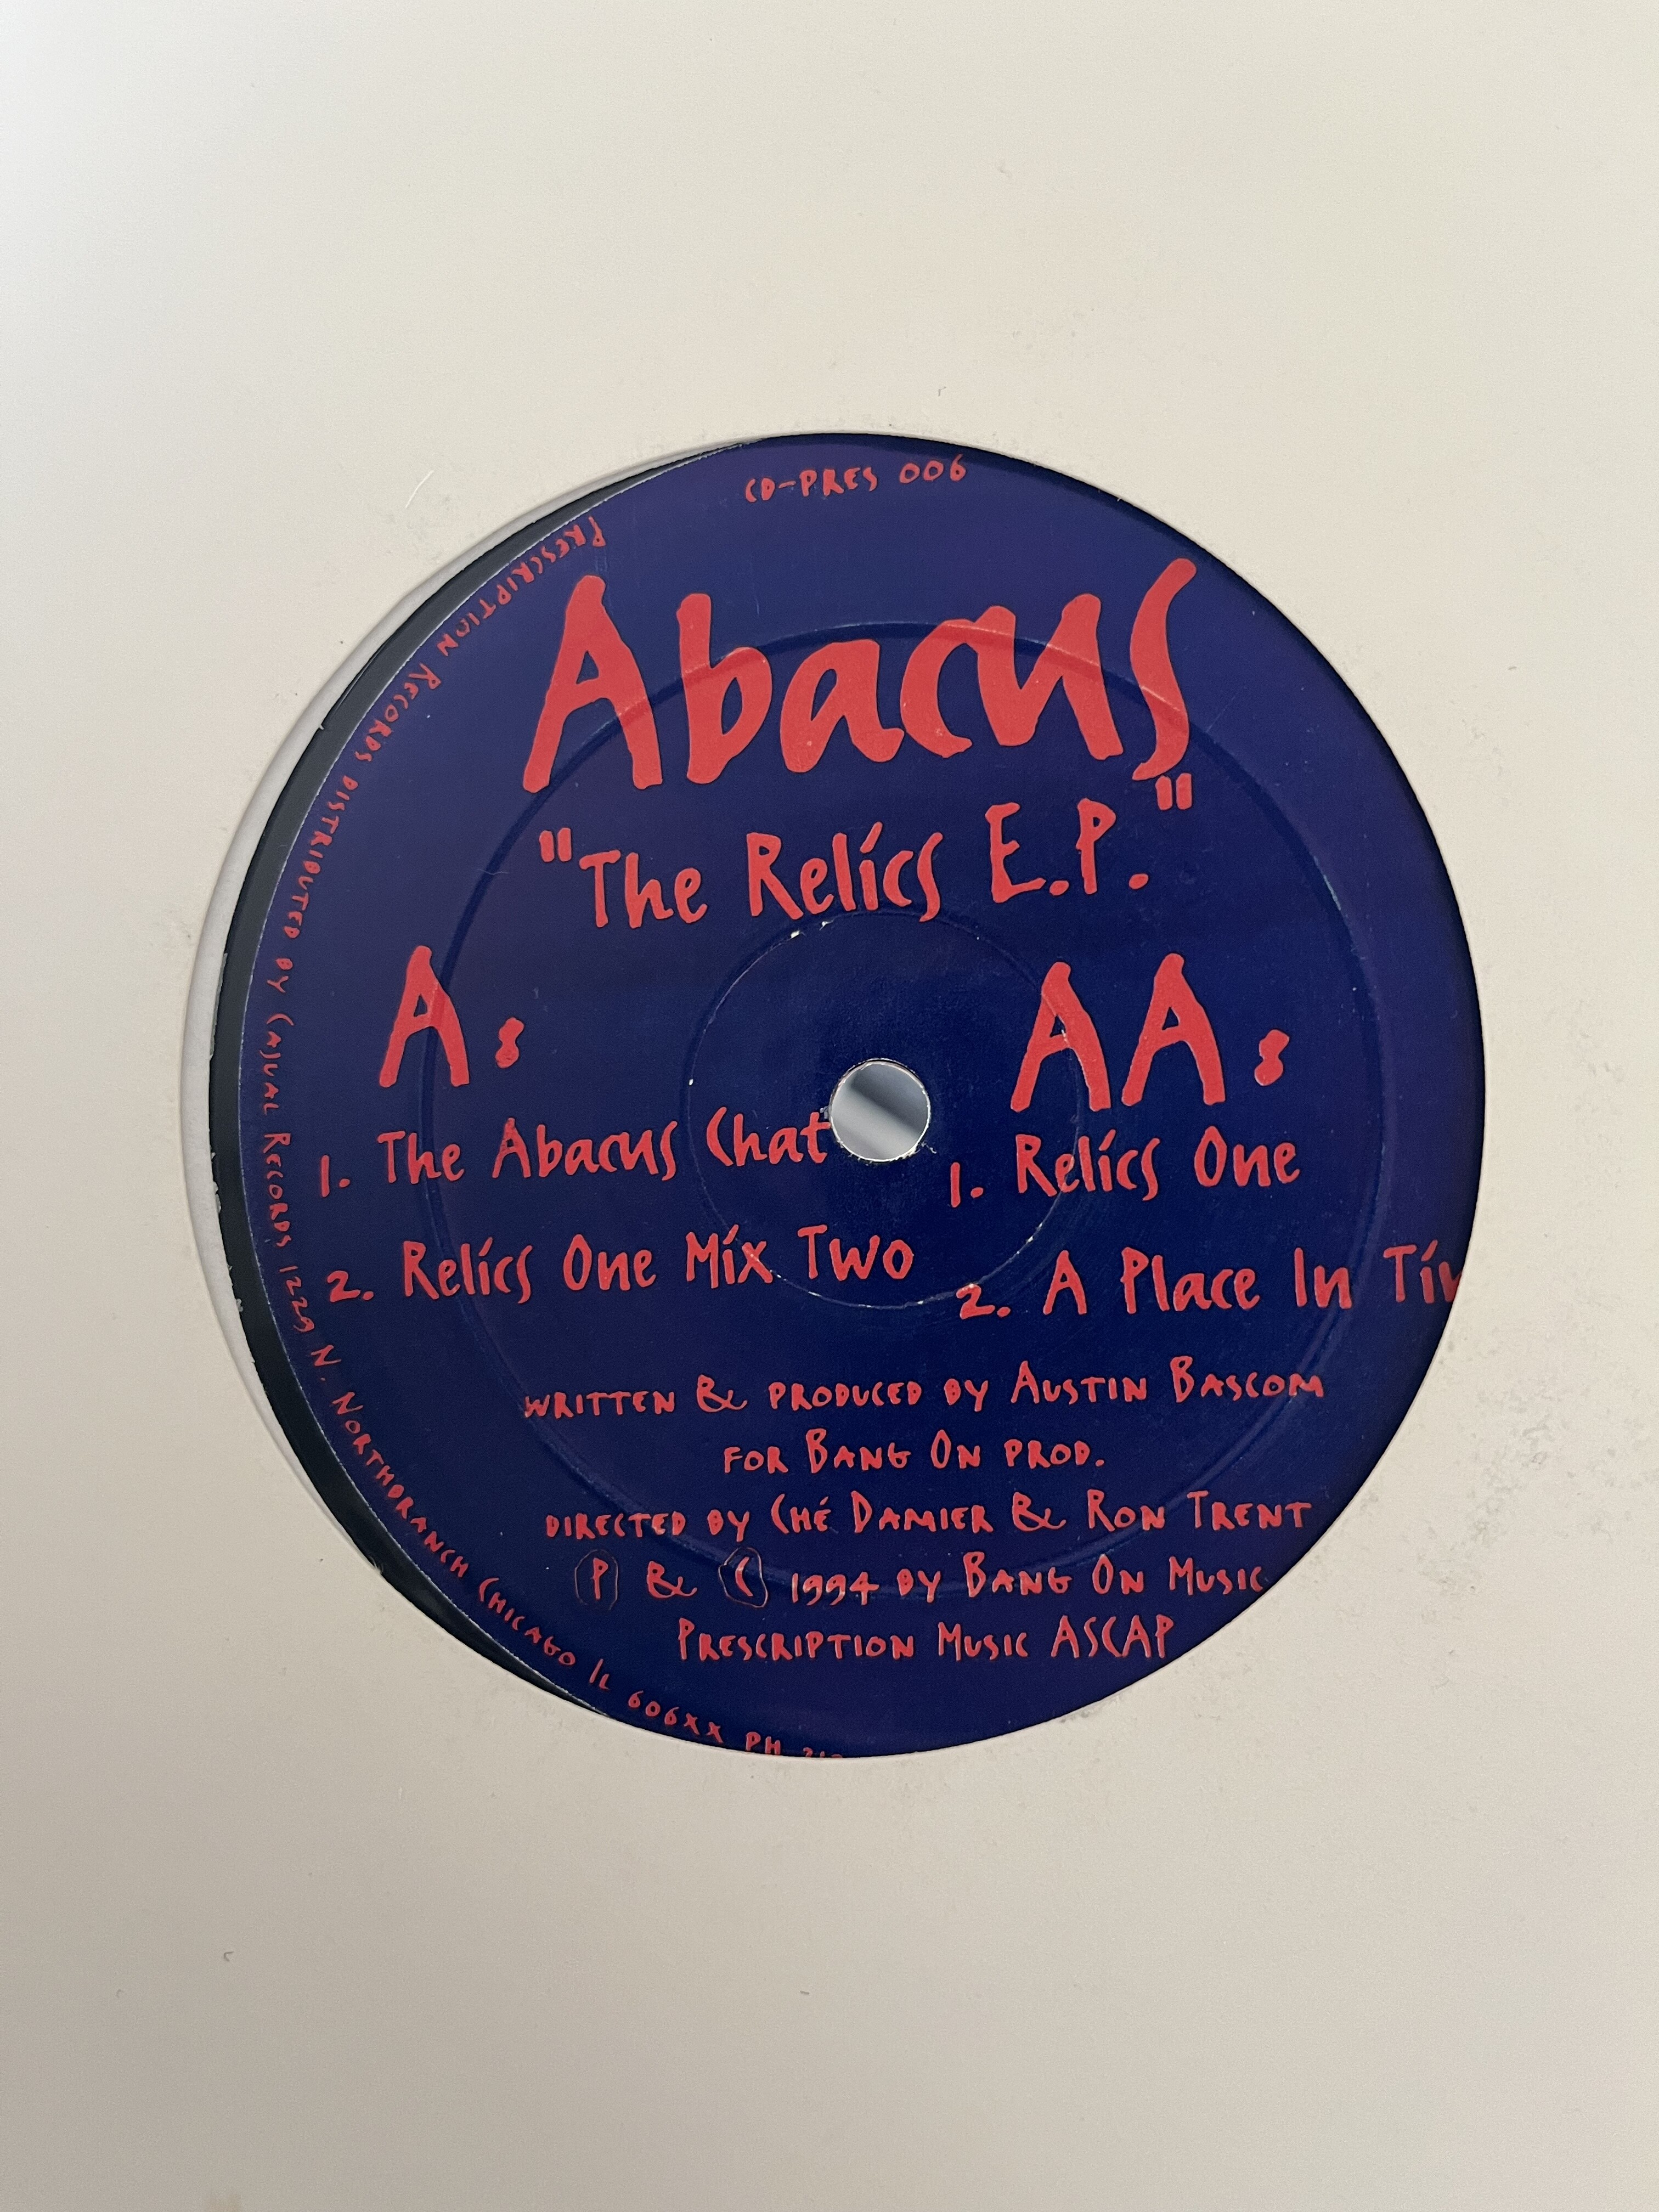 CD-PRES 006
Abacus
"The Relics E.P."
A:
1. The Abacus Chat
2. Relics One Mix Two
AA:
1. Relics One
2. A Place In
WRITTEN & PRODUCED BY AUSTIN BASCOM
FOR BANG ON PROD.
DIRECTED BY CHÉ DAMIER & RON TRENT
Ⓟ & Ⓒ 1994 BY BANG ON MUSIC
PRESCRIPTION MUSIC ASCAP
PRESCRIPTION RECORDS DISTRIBUTED BY CAJUAL RECORDS 1229 N. NORTHBRANCH CHICAGO IL 606XX PH